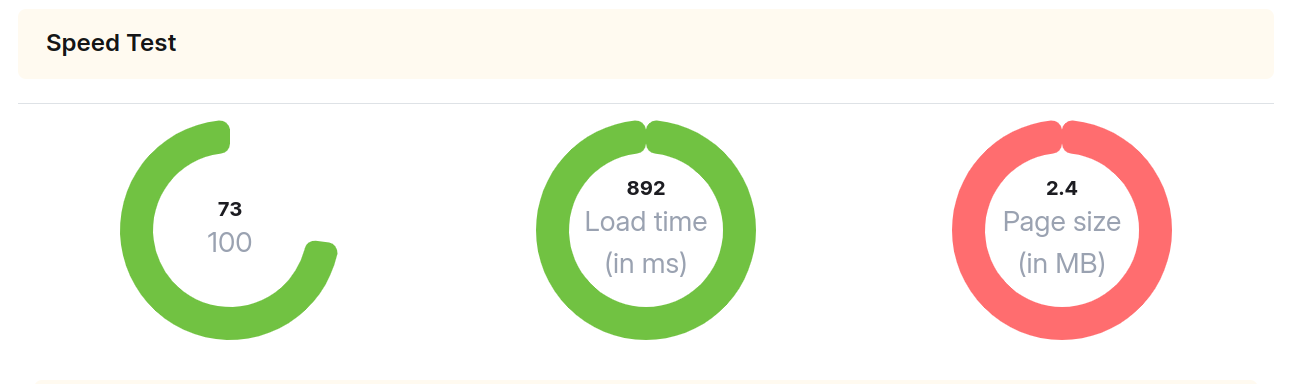 Speed Test
73
100
892
Load time
(in ms)
2.4
Page size
(in MB)